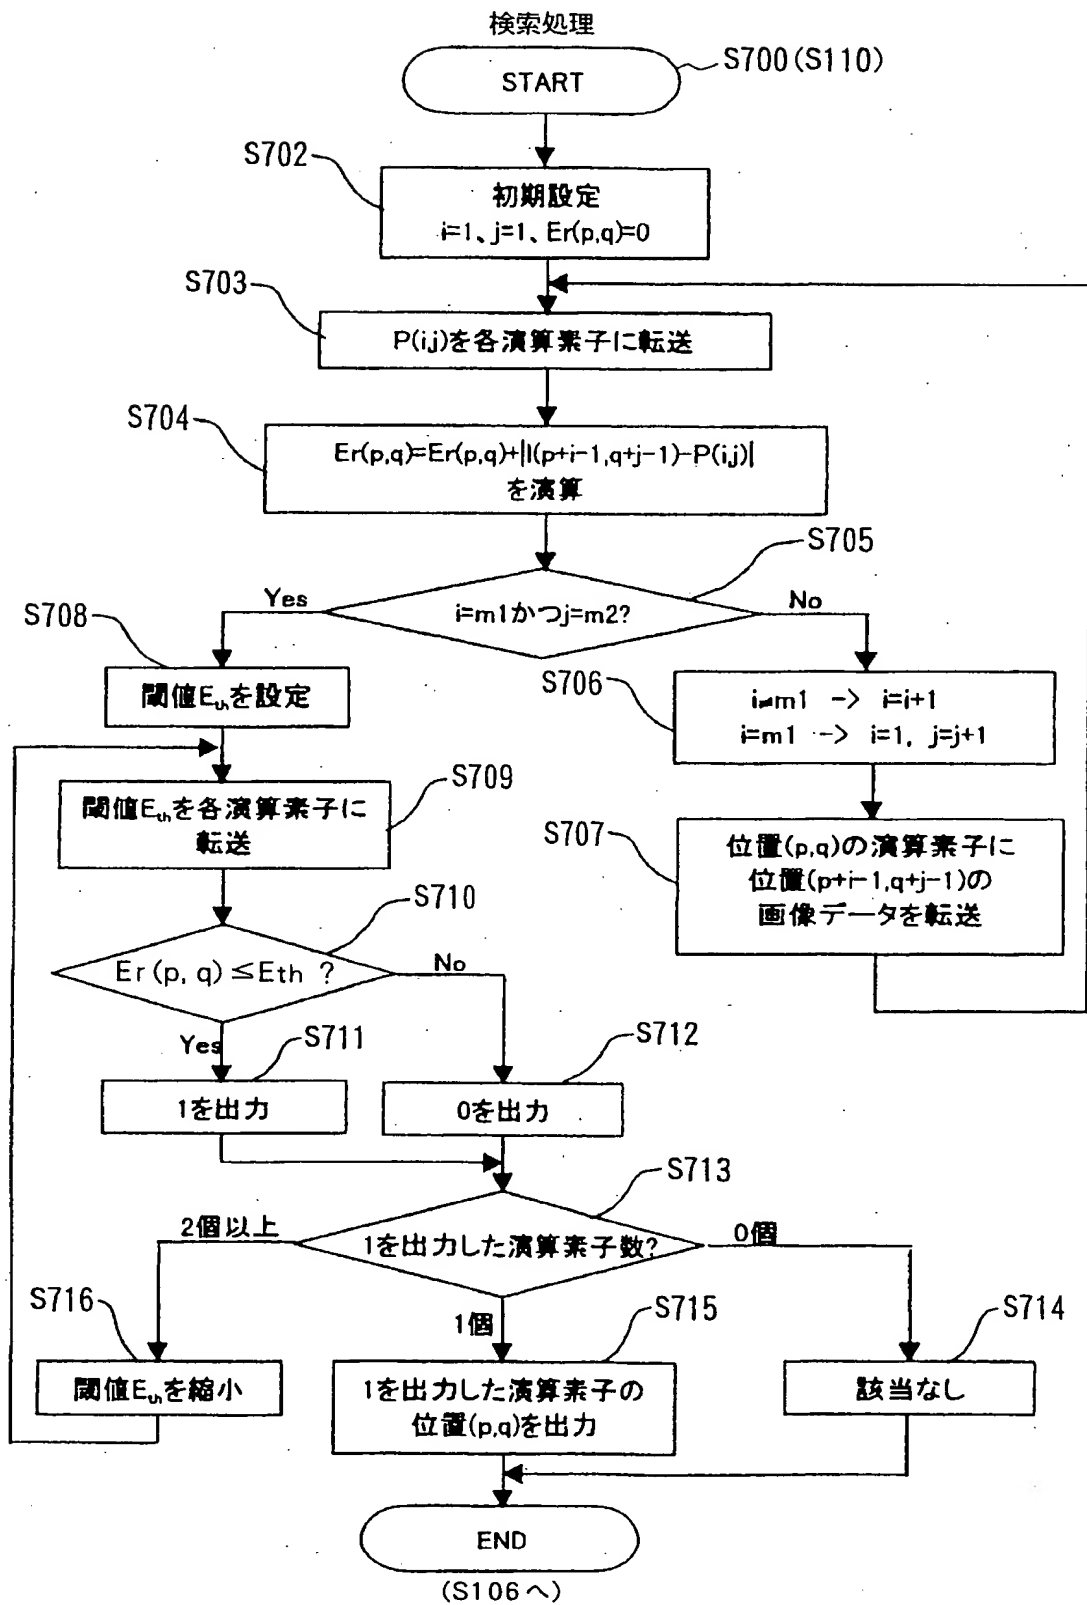 検索処理
START
S700(S110)
S702
初期設定
i=1、j=1、Er(p,q)=0
S703
P(i,j)を各演算素子に転送
S704
Er(p,q)=Er(p,q)+|I(p+i-1,q+j-1)-P(i,j)|
を演算
S705
i=m1かつj=m2?
Yes
No
S708
閾値Ethを設定
S706
i≠m1 -> i=i+1
i=m1 -> i=1, j=j+1
S709
閾値Ethを各演算素子に
転送
S707
位置(p,q)の演算素子に
位置(p+i-1,q+j-1)の
画像データを転送
S710
Er(p, q)≦Eth ?
No
Yes
S711
1を出力
S712
0を出力
S713
1を出力した演算素子数?
2個以上
0個
1個
S716
閾値Ethを縮小
S715
1を出力した演算素子の
位置(p,q)を出力
S714
該当なし
END
(S106へ)